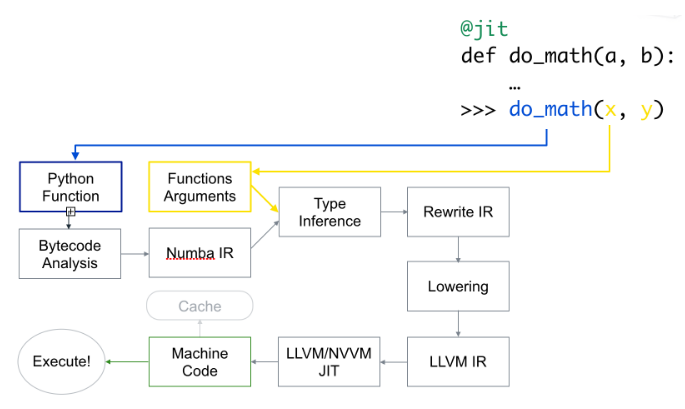 @jit
def do_math(a, b):
…
>>> do_math(x, y)
Python
Function
Functions
Arguments
Type
Inference
Rewrite IR
Bytecode
Analysis
Numba IR
Lowering
Cache
Execute!
Machine
Code
LLVM/NVVM
JIT
LLVM IR